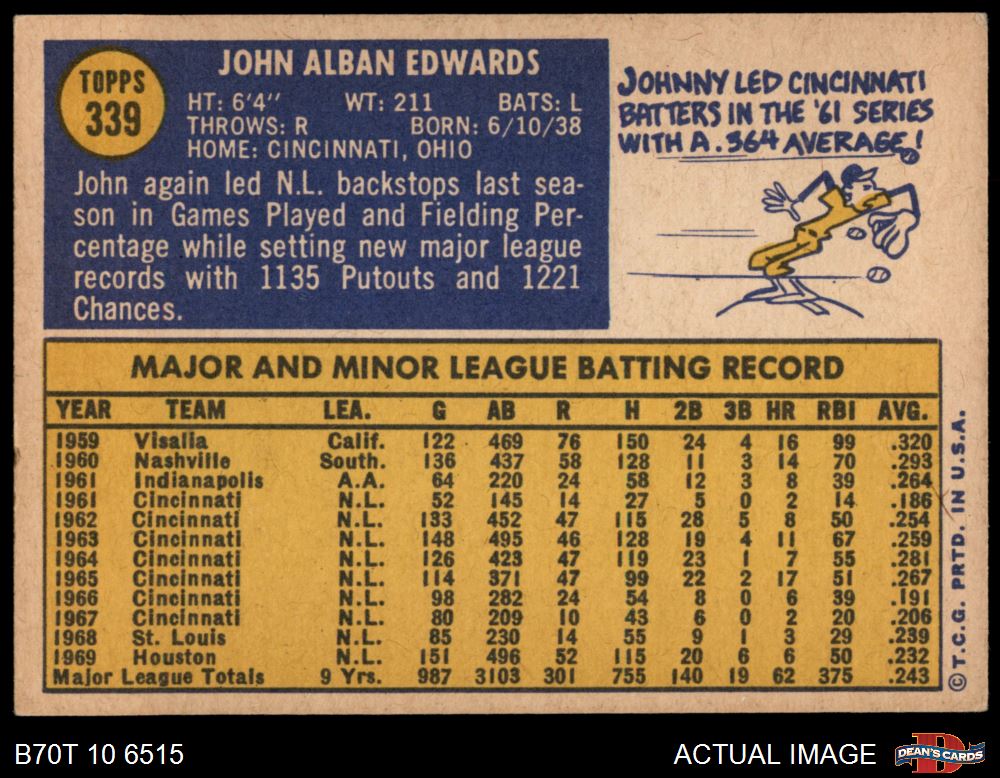 TOPPS
339
JOHN ALBAN EDWARDS
HT: 6'4" WT: 211 BATS: L
THROWS: R BORN: 6/10/38
HOME: CINCINNATI, OHIO
John again led N.L. backstops last sea-
son in Games Played and Fielding Per-
centage while setting new major league
records with 1135 Putouts and 1221
Chances.
JOHNNY LED CINCINNATI
BATTERS IN THE '61 SERIES
WITH A .364 AVERAGE!
MAJOR AND MINOR LEAGUE BATTING RECORD
YEAR TEAM LEA. G AB R H 2B 3B HR RBI AVG.
1959 Visalia Calif. 122 469 76 150 24 4 16 99 .320
1960 Nashville South. 136 437 58 128 11 3 14 70 .293
1961 Indianapolis A.A. 64 220 24 58 12 3 8 39 .264
1961 Cincinnati N.L. 52 145 14 27 5 0 2 14 .186
1962 Cincinnati N.L. 133 452 47 115 28 5 8 50 .254
1963 Cincinnati N.L. 148 495 46 128 19 4 11 67 .259
1964 Cincinnati N.L. 126 423 47 119 23 1 7 55 .281
1965 Cincinnati N.L. 114 371 47 99 22 2 17 51 .267
1966 Cincinnati N.L. 98 282 24 54 8 0 6 39 .191
1967 Cincinnati N.L. 80 209 10 43 6 0 2 20 .206
1968 St. Louis N.L. 85 230 14 55 9 1 3 29 .239
1969 Houston N.L. 151 496 52 115 20 6 6 50 .232
Major League Totals 9 Yrs. 987 3103 301 755 140 19 62 375 .243
© T.C.G. PRTD. IN U.S.A.
B70T 10 6515
ACTUAL IMAGE
DEAN'S CARDS